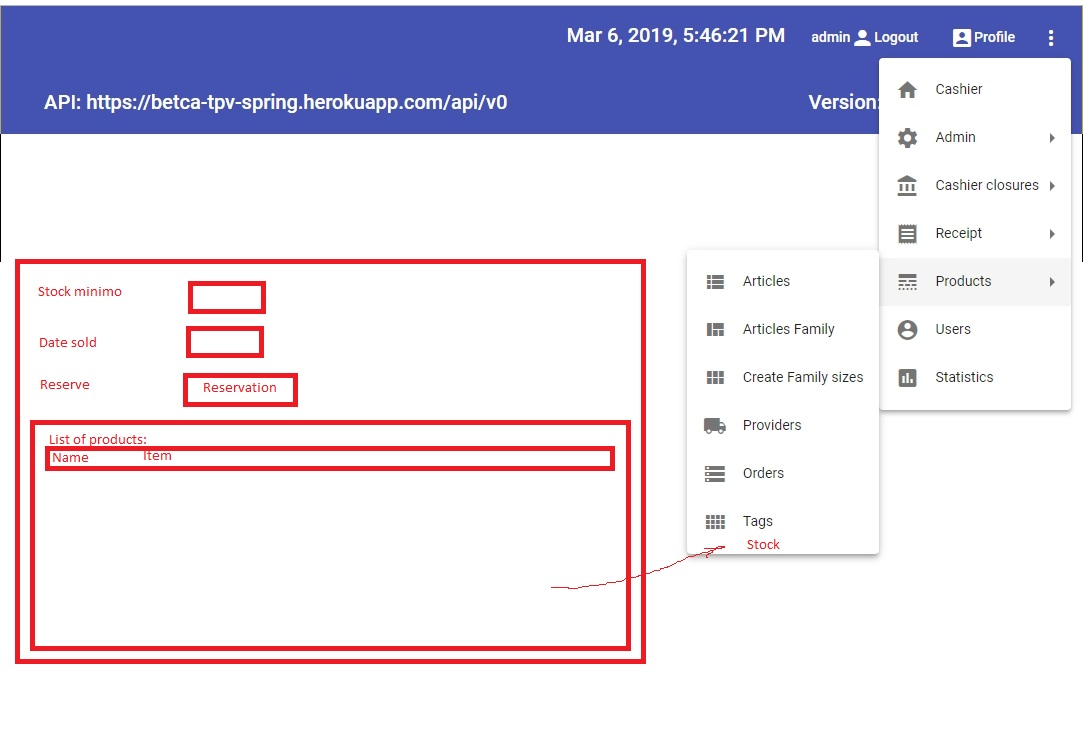 Mar 6, 2019, 5:46:21 PM admin Logout Profile
API: https://betca-tpv-spring.herokuapp.com/api/v0 Version:
Cashier
Admin
Cashier closures
Receipt
Products
Users
Statistics
Articles
Articles Family
Create Family sizes
Providers
Orders
Tags
Stock
Stock minimo
Date sold
Reserve Reservation
List of products:
Name Item